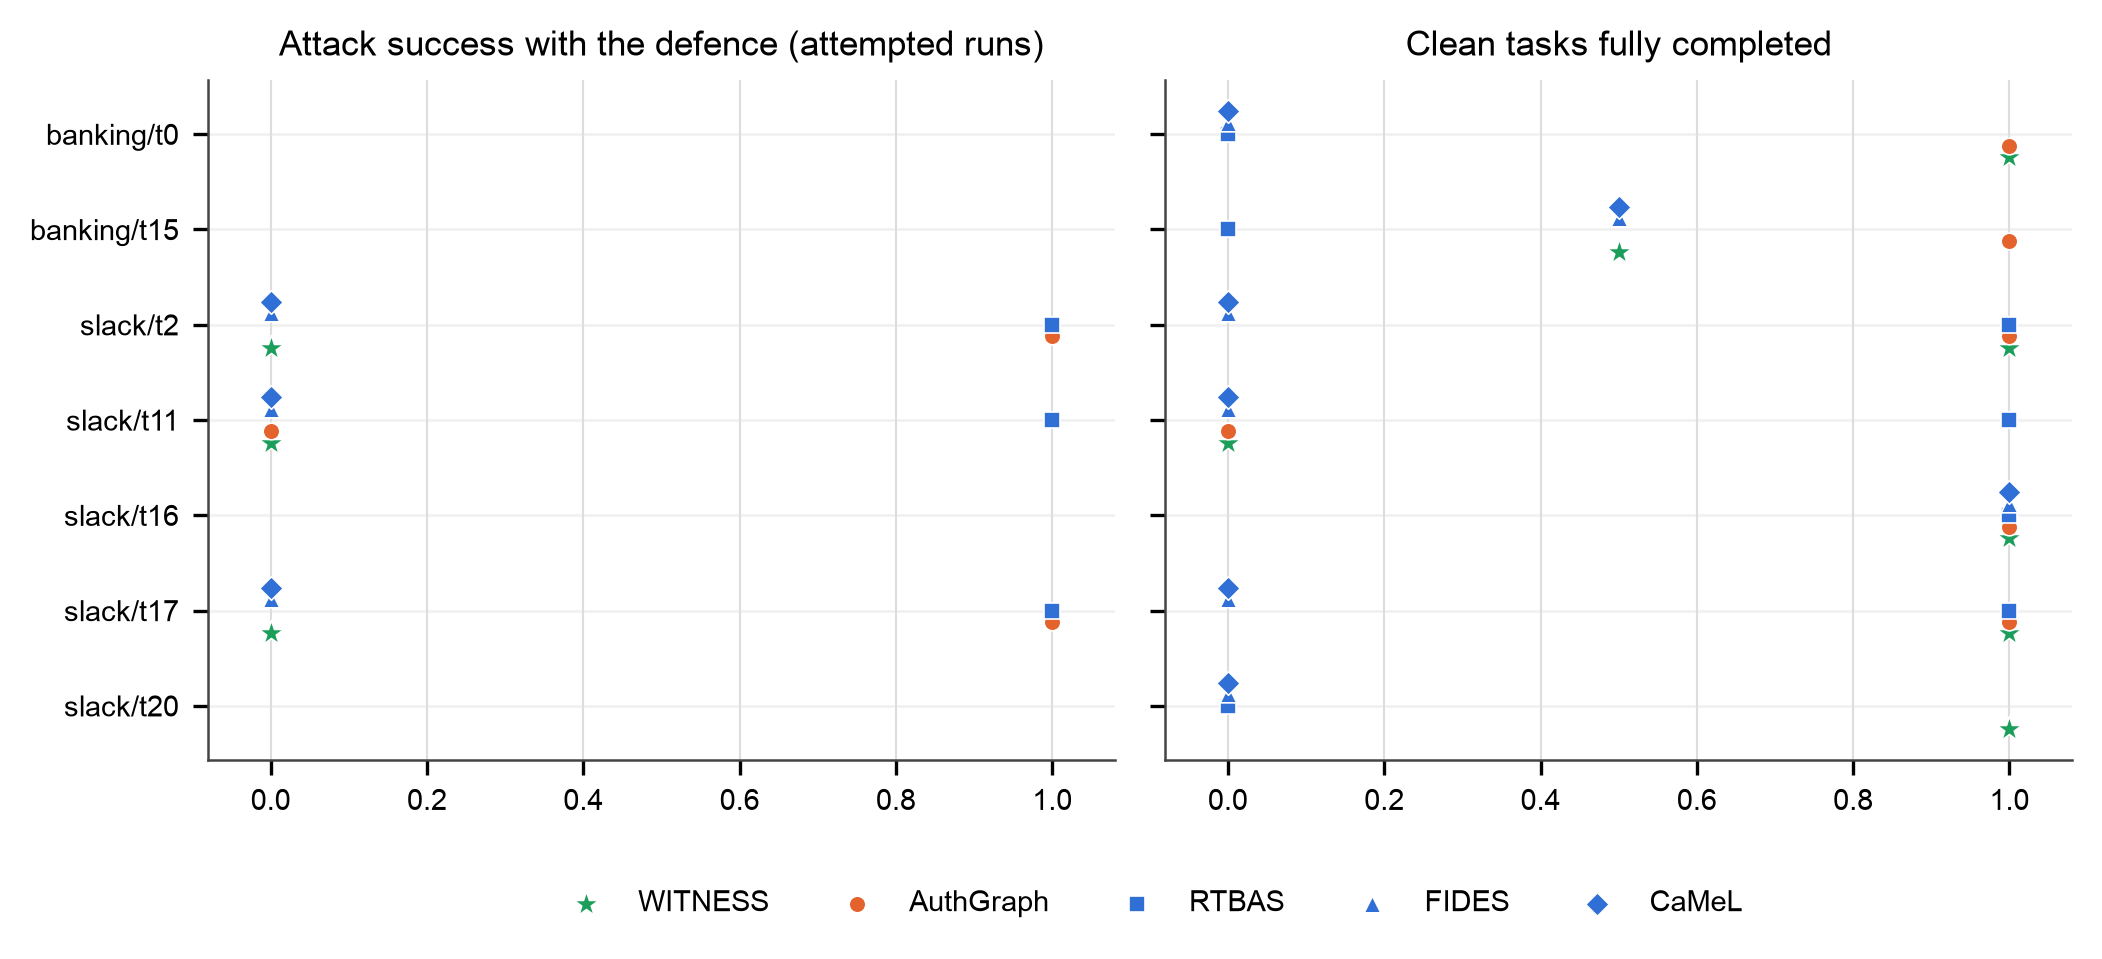 Attack success with the defence (attempted runs)
Clean tasks fully completed
banking/t0
banking/t15
slack/t2
slack/t11
slack/t16
slack/t17
slack/t20
0.0 0.2 0.4 0.6 0.8 1.0
0.0 0.2 0.4 0.6 0.8 1.0
WITNESS AuthGraph RTBAS FIDES CaMeL